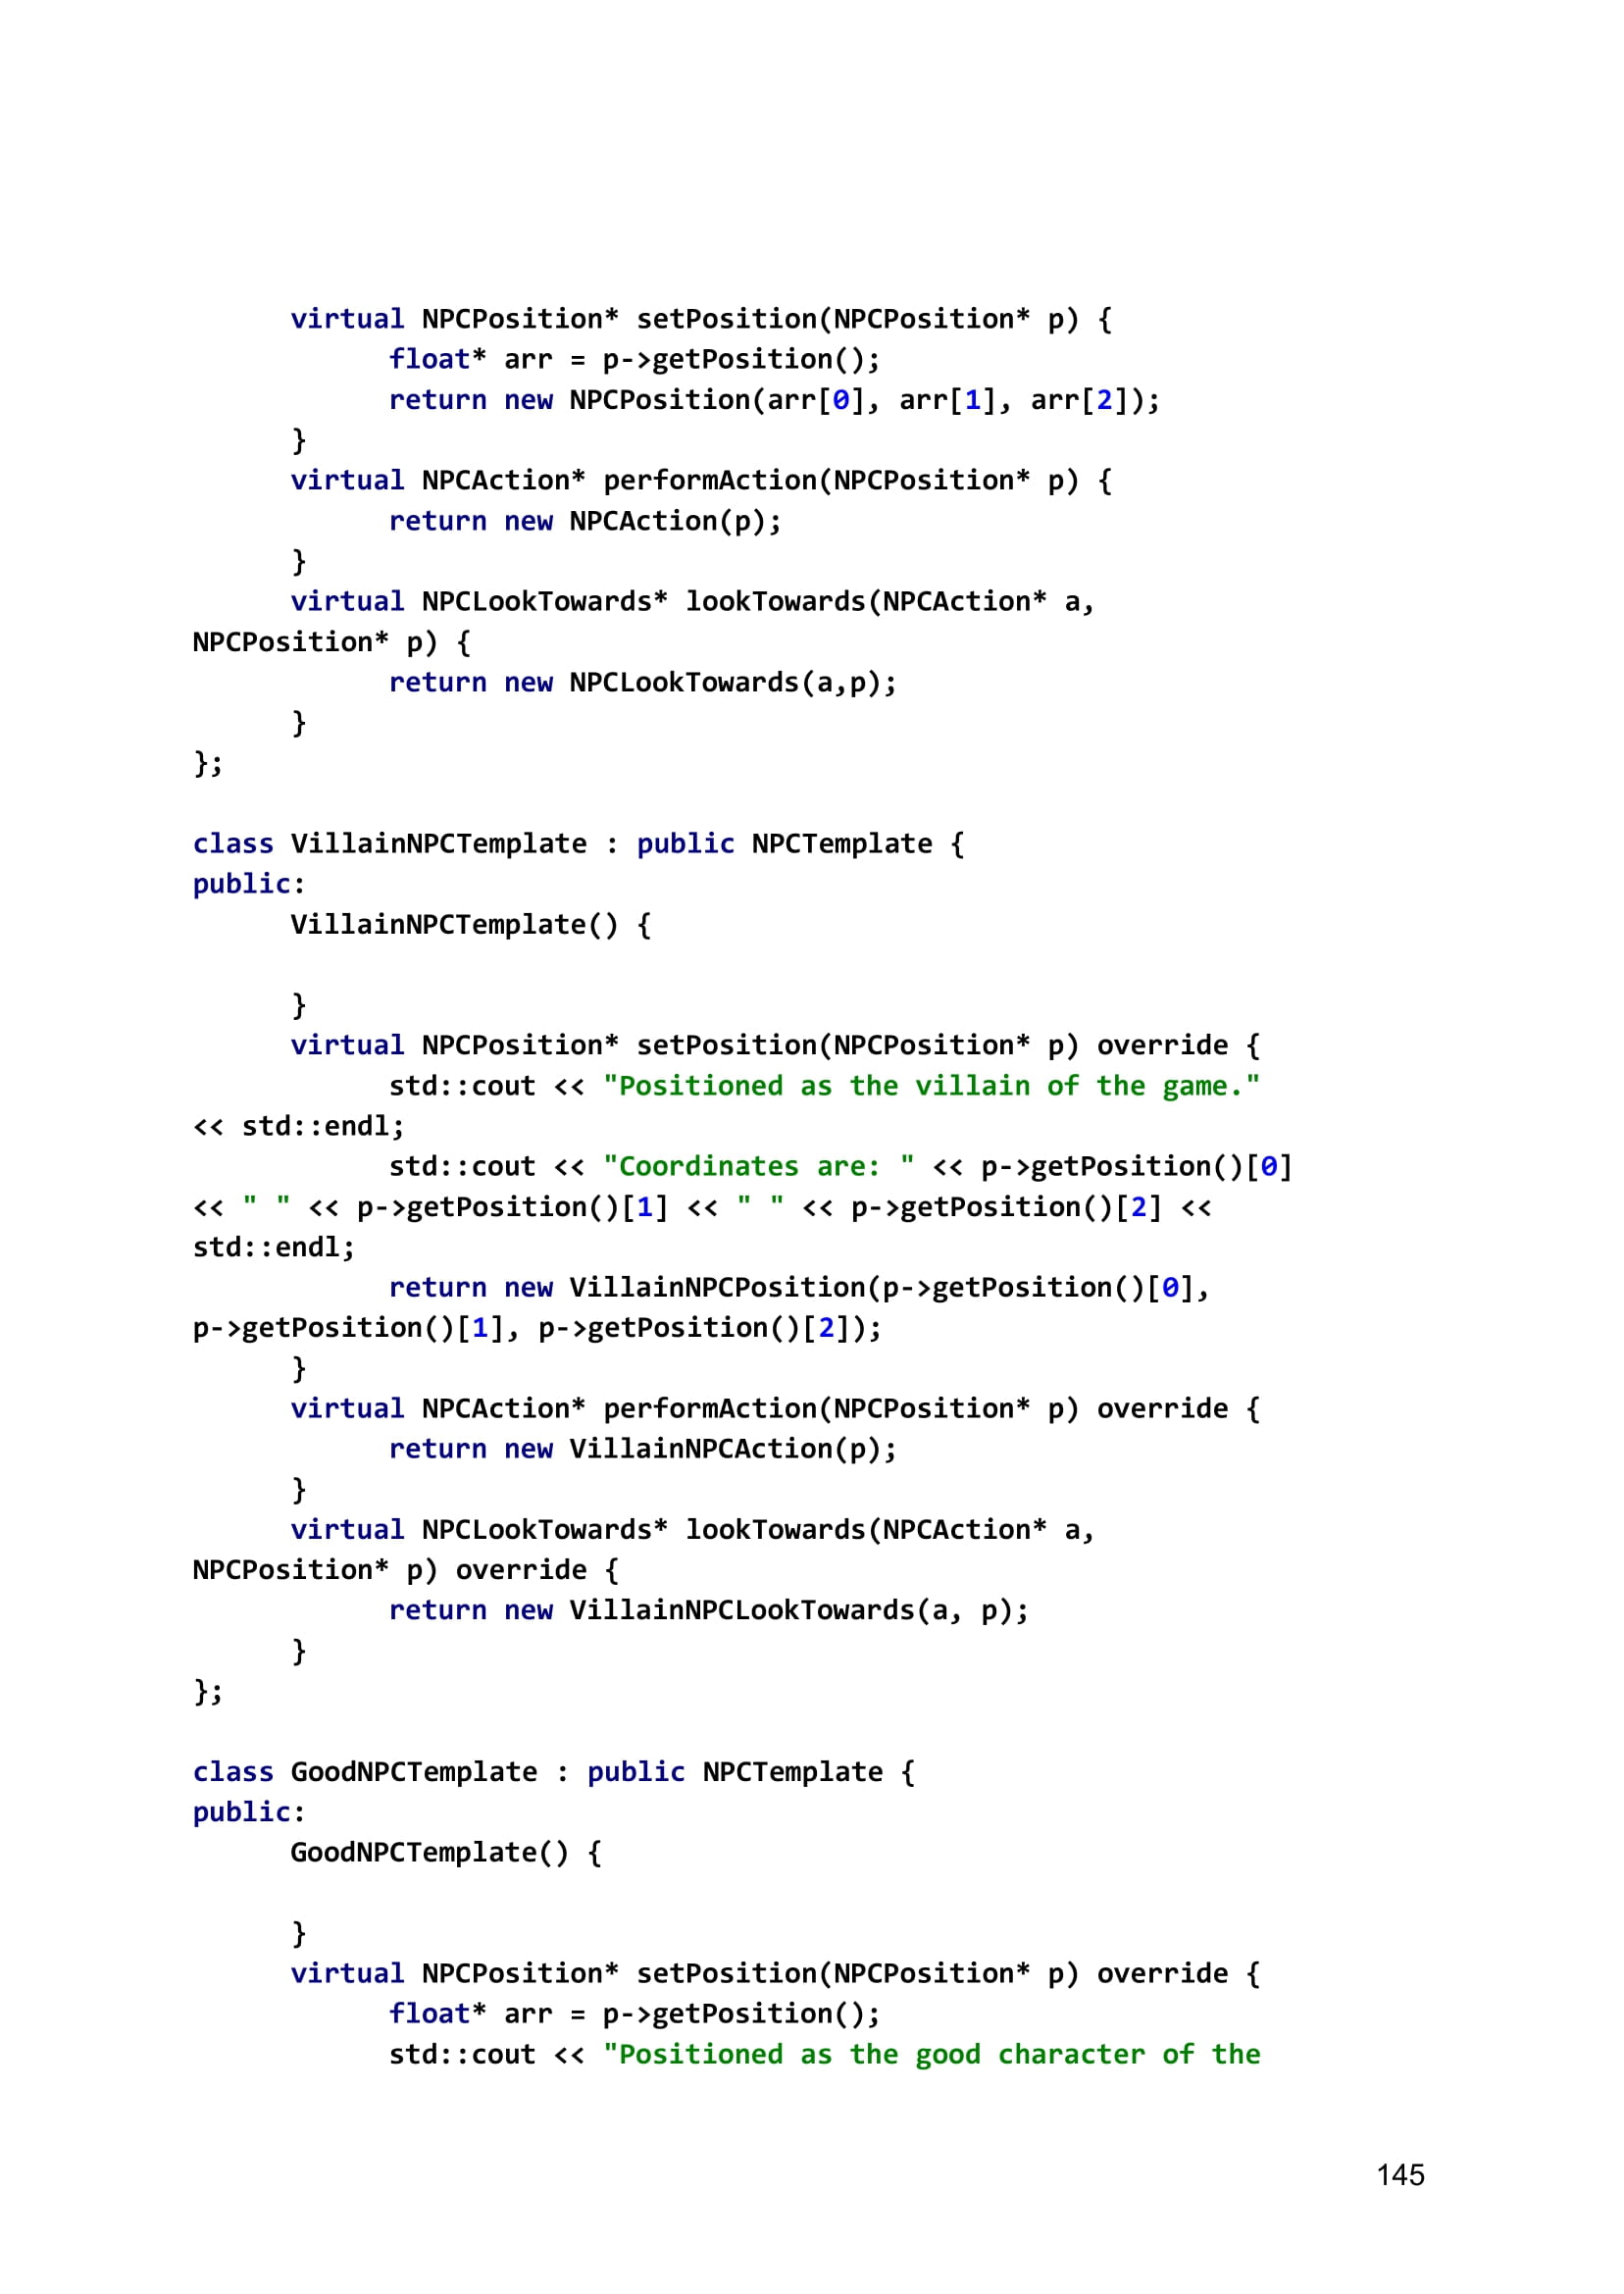 virtual NPCPosition* setPosition(NPCPosition* p) {
float* arr = p->getPosition();
return new NPCPosition(arr[0], arr[1], arr[2]);
}
virtual NPCAction* performAction(NPCPosition* p) {
return new NPCAction(p);
}
virtual NPCLookTowards* lookTowards(NPCAction* a,
NPCPosition* p) {
return new NPCLookTowards(a,p);
}
};
class VillainNPCTemplate : public NPCTemplate {
public:
VillainNPCTemplate() {
}
virtual NPCPosition* setPosition(NPCPosition* p) override {
std::cout << "Positioned as the villain of the game."
<< std::endl;
std::cout << "Coordinates are: " << p->getPosition()[0]
<< " " << p->getPosition()[1] << " " << p->getPosition()[2] <<
std::endl;
return new VillainNPCPosition(p->getPosition()[0],
p->getPosition()[1], p->getPosition()[2]);
}
virtual NPCAction* performAction(NPCPosition* p) override {
return new VillainNPCAction(p);
}
virtual NPCLookTowards* lookTowards(NPCAction* a,
NPCPosition* p) override {
return new VillainNPCLookTowards(a, p);
}
};
class GoodNPCTemplate : public NPCTemplate {
public:
GoodNPCTemplate() {
}
virtual NPCPosition* setPosition(NPCPosition* p) override {
float* arr = p->getPosition();
std::cout << "Positioned as the good character of the
145